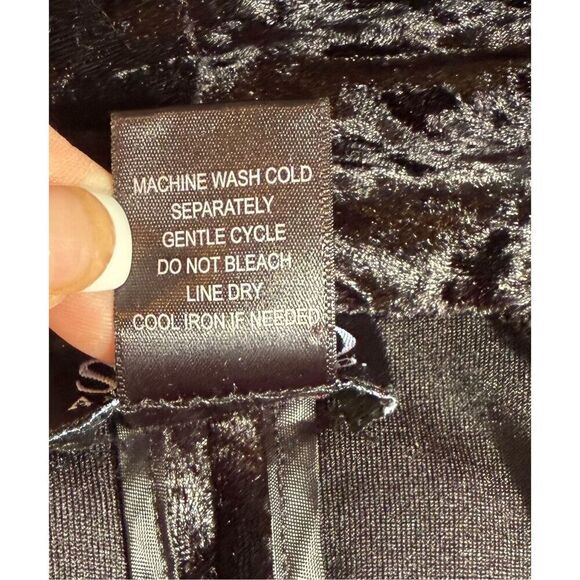 MACHINE WASH COLD
SEPARATELY
GENTLE CYCLE
DO NOT BLEACH
LINE DRY
COOL IRON IF NEEDED